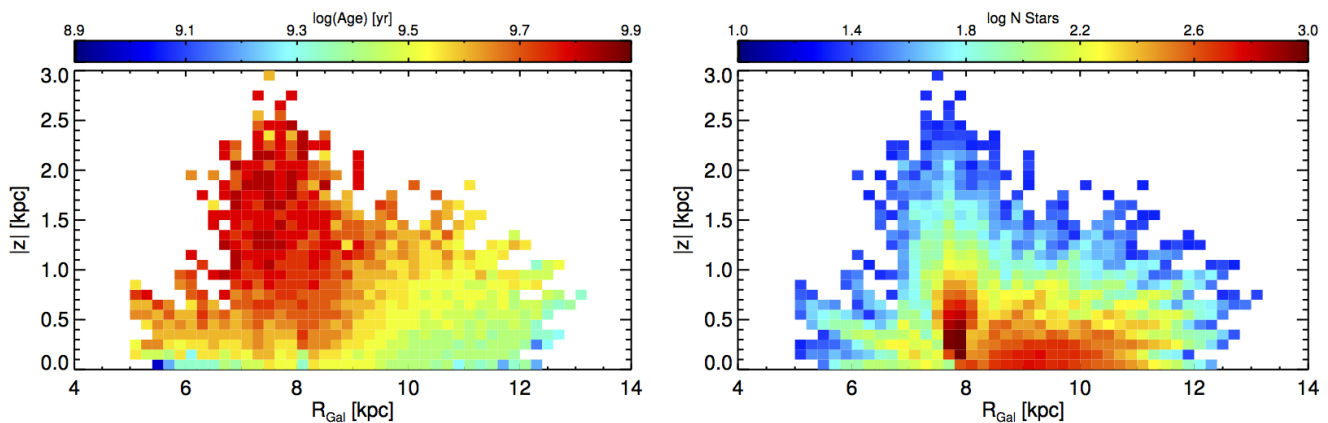 log(Age) [yr]
8.9 9.1 9.3 9.5 9.7 9.9
3.0
2.5
2.0
1.5
1.0
0.5
0.0
|z| [kpc]
4 6 8 10 12 14
R_Gal [kpc]
log N Stars
1.0 1.4 1.8 2.2 2.6 3.0
3.0
2.5
2.0
1.5
1.0
0.5
0.0
|z| [kpc]
4 6 8 10 12 14
R_Gal [kpc]